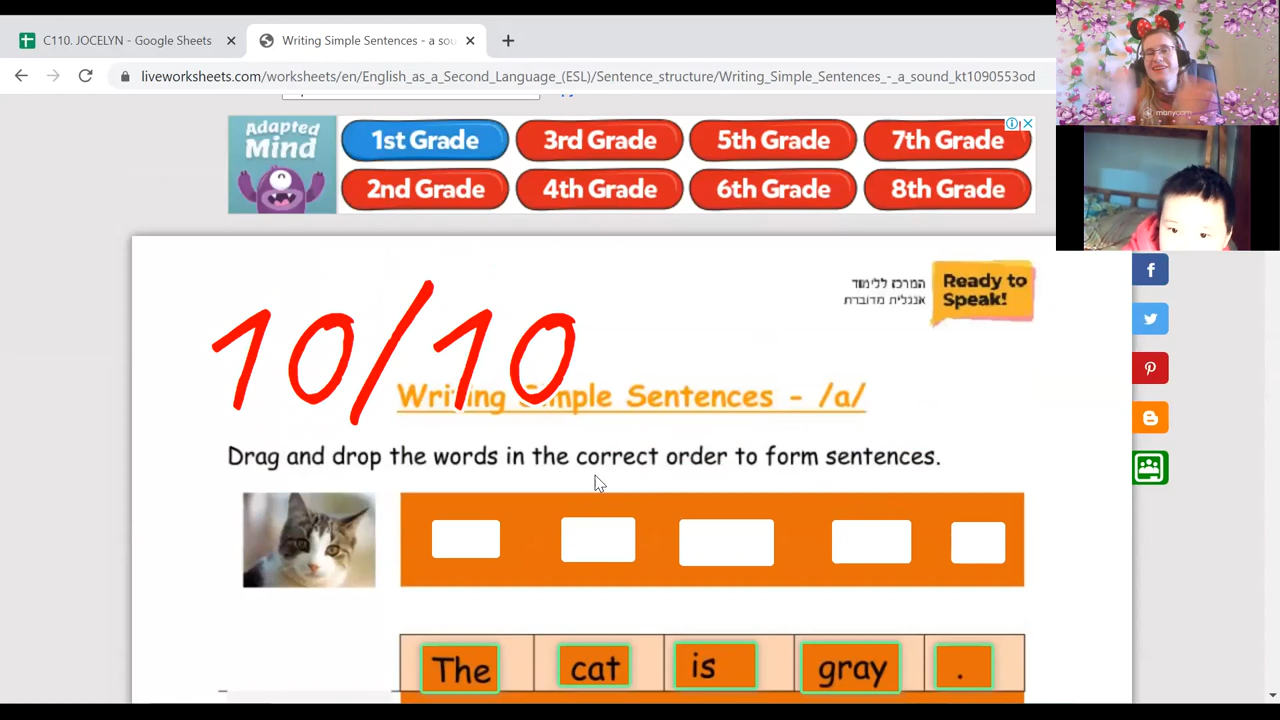 C110. JOCELYN - Google Sheets
Writing Simple Sentences - a sou
liveworksheets.com/worksheets/en/English_as_a_Second_Language_(ESL)/Sentence_structure/Writing_Simple_Sentences_-_a_sound_kt1090553od
manycam
Adapted Mind
1st Grade 3rd Grade 5th Grade 7th Grade
2nd Grade 4th Grade 6th Grade 8th Grade
המרכז ללימוד
אנגלית מדוברת
Ready to
Speak!
10/10
Writing Simple Sentences - /a/
Drag and drop the words in the correct order to form sentences.
The cat is gray .